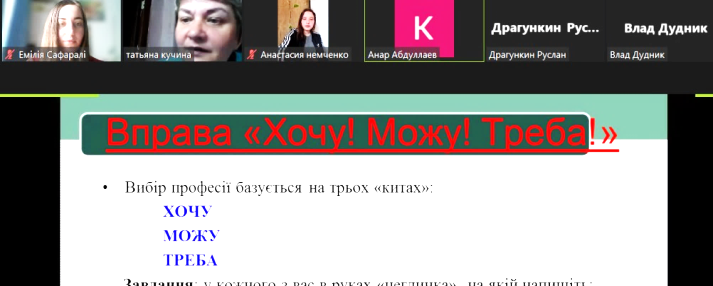 K
Драгункин Рус...
Влад Дудник
Емілія Сафаралі
татьяна кучина
Анастасия немченко
Анар Абдуллаев
Драгункин Руслан
Влад Дудник
Вправа «Хочу! Можу! Треба!»
• Вибір професії базується на трьох «китах»:
ХОЧУ
МОЖУ
ТРЕБА
Завдання: у кожного з вас в руках «цеглинка», на якій напишіть: